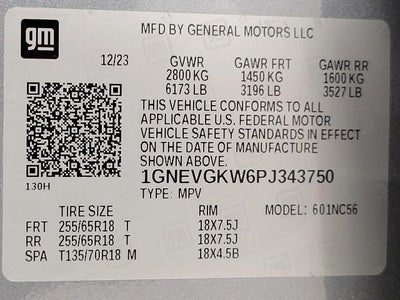 gm MFD BY GENERAL MOTORS LLC
12/23 GVWR GAWR FRT GAWR RR
2800 KG 1450 KG 1600 KG
6173 LB 3196 LB 3527 LB
THIS VEHICLE CONFORMS TO ALL
APPLICABLE U.S. FEDERAL MOTOR
VEHICLE SAFETY STANDARDS IN EFFECT
ON THE DATE OF MANUFACTURE
SHOWN ABOVE.
130H 1GNEVGKW6PJ343750
TYPE: MPV
TIRE SIZE RIM MODEL: 601NC56
FRT 255/65R18 T 18X7.5J
RR 255/65R18 T 18X7.5J
SPA T135/70R18 M 18X4.5B